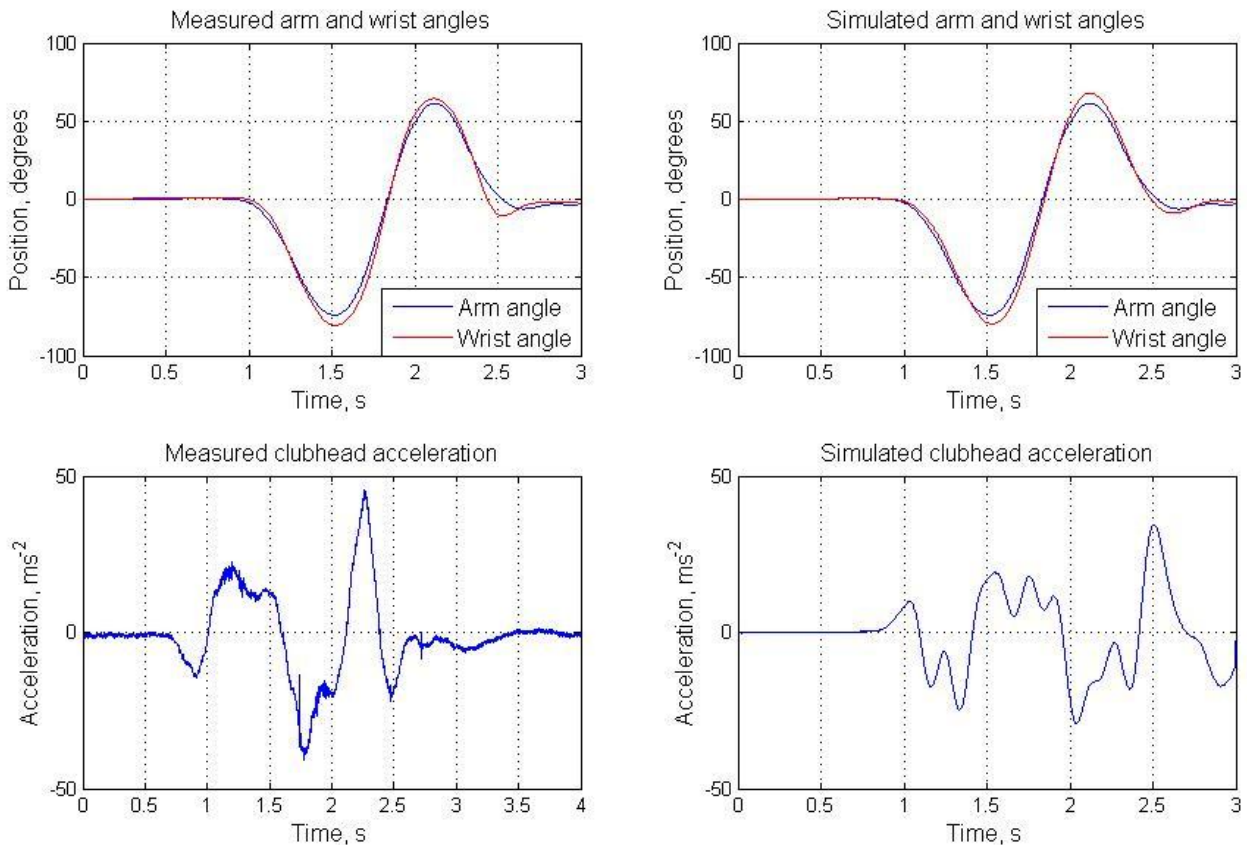 Measured arm and wrist angles
100
50
0
-50
-100
Position, degrees
Arm angle
Wrist angle
0 0.5 1 1.5 2 2.5 3
Time, s
Simulated arm and wrist angles
100
50
0
-50
-100
Position, degrees
Arm angle
Wrist angle
0 0.5 1 1.5 2 2.5 3
Time, s
Measured clubhead acceleration
50
0
-50
Acceleration, ms⁻²
0 0.5 1 1.5 2 2.5 3 3.5 4
Time, s
Simulated clubhead acceleration
50
0
-50
Acceleration, ms⁻²
0 0.5 1 1.5 2 2.5 3
Time, s